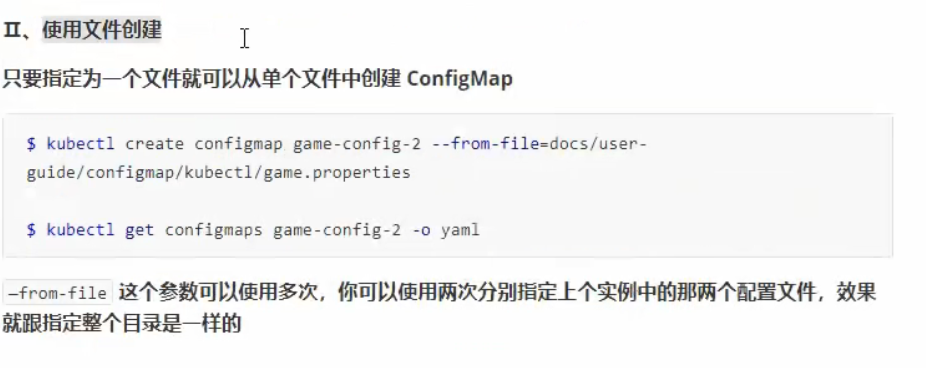 Ⅱ、使用文件创建
只要指定为一个文件就可以从单个文件中创建 ConfigMap
$ kubectl create configmap game-config-2 --from-file=docs/user-
guide/configmap/kubectl/game.properties
$ kubectl get configmaps game-config-2 -o yaml
—from-file 这个参数可以使用多次，你可以使用两次分别指定上个实例中的那两个配置文件，效果
就跟指定整个目录是一样的